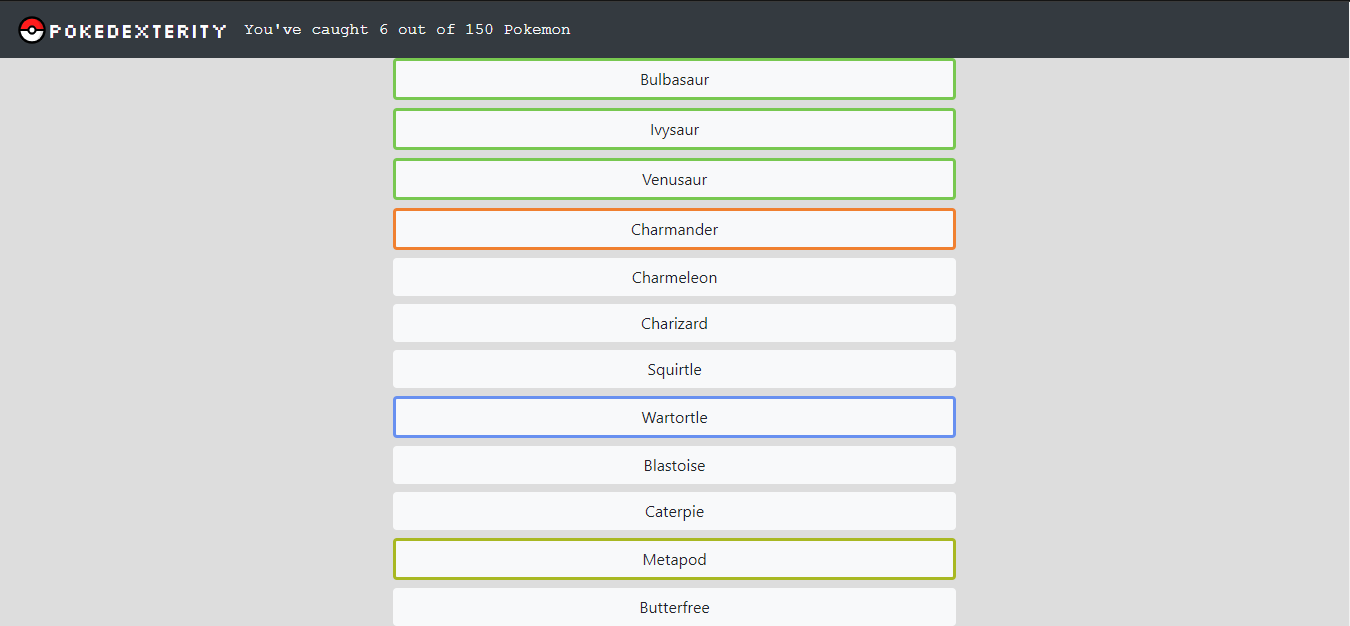 POKEDEXTERITY You've caught 6 out of 150 Pokemon
Bulbasaur
Ivysaur
Venusaur
Charmander
Charmeleon
Charizard
Squirtle
Wartortle
Blastoise
Caterpie
Metapod
Butterfree